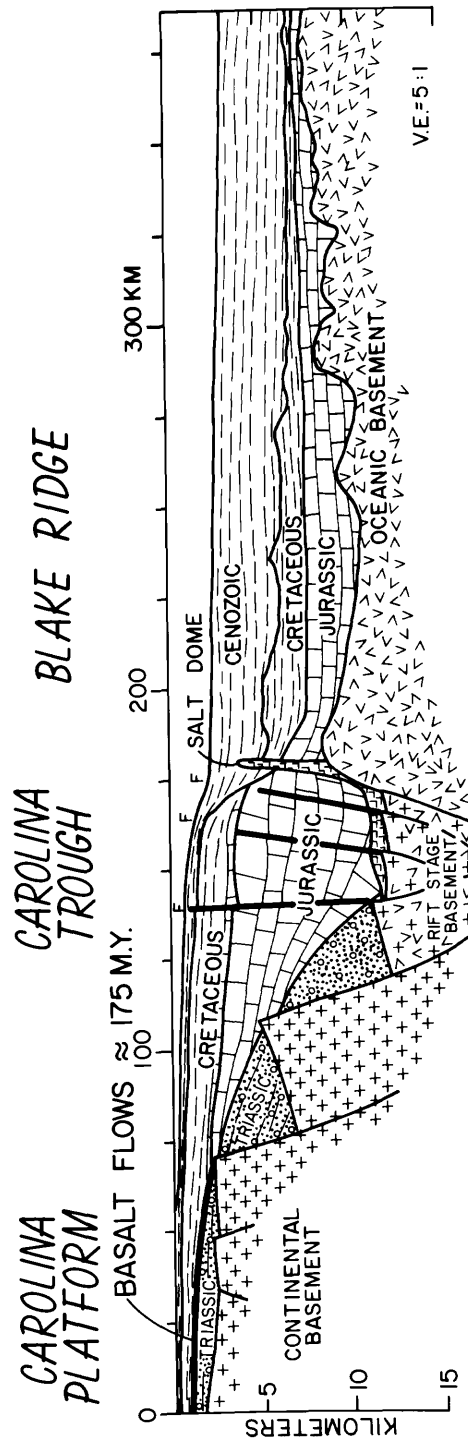 CAROLINA
PLATFORM
CAROLINA
TROUGH
BLAKE RIDGE
BASALT FLOWS ≈ 175 M.Y.
SALT DOME
0
100
200
300 KM
F
F
F
TRIASSIC
TRIASSIC
CRETACEOUS
JURASSIC
CENOZOIC
CRETACEOUS
JURASSIC
CONTINENTAL
BASEMENT
RIFT STAGE
BASEMENT
OCEANIC BASEMENT
V.E.=5:1
5
10
15
KILOMETERS